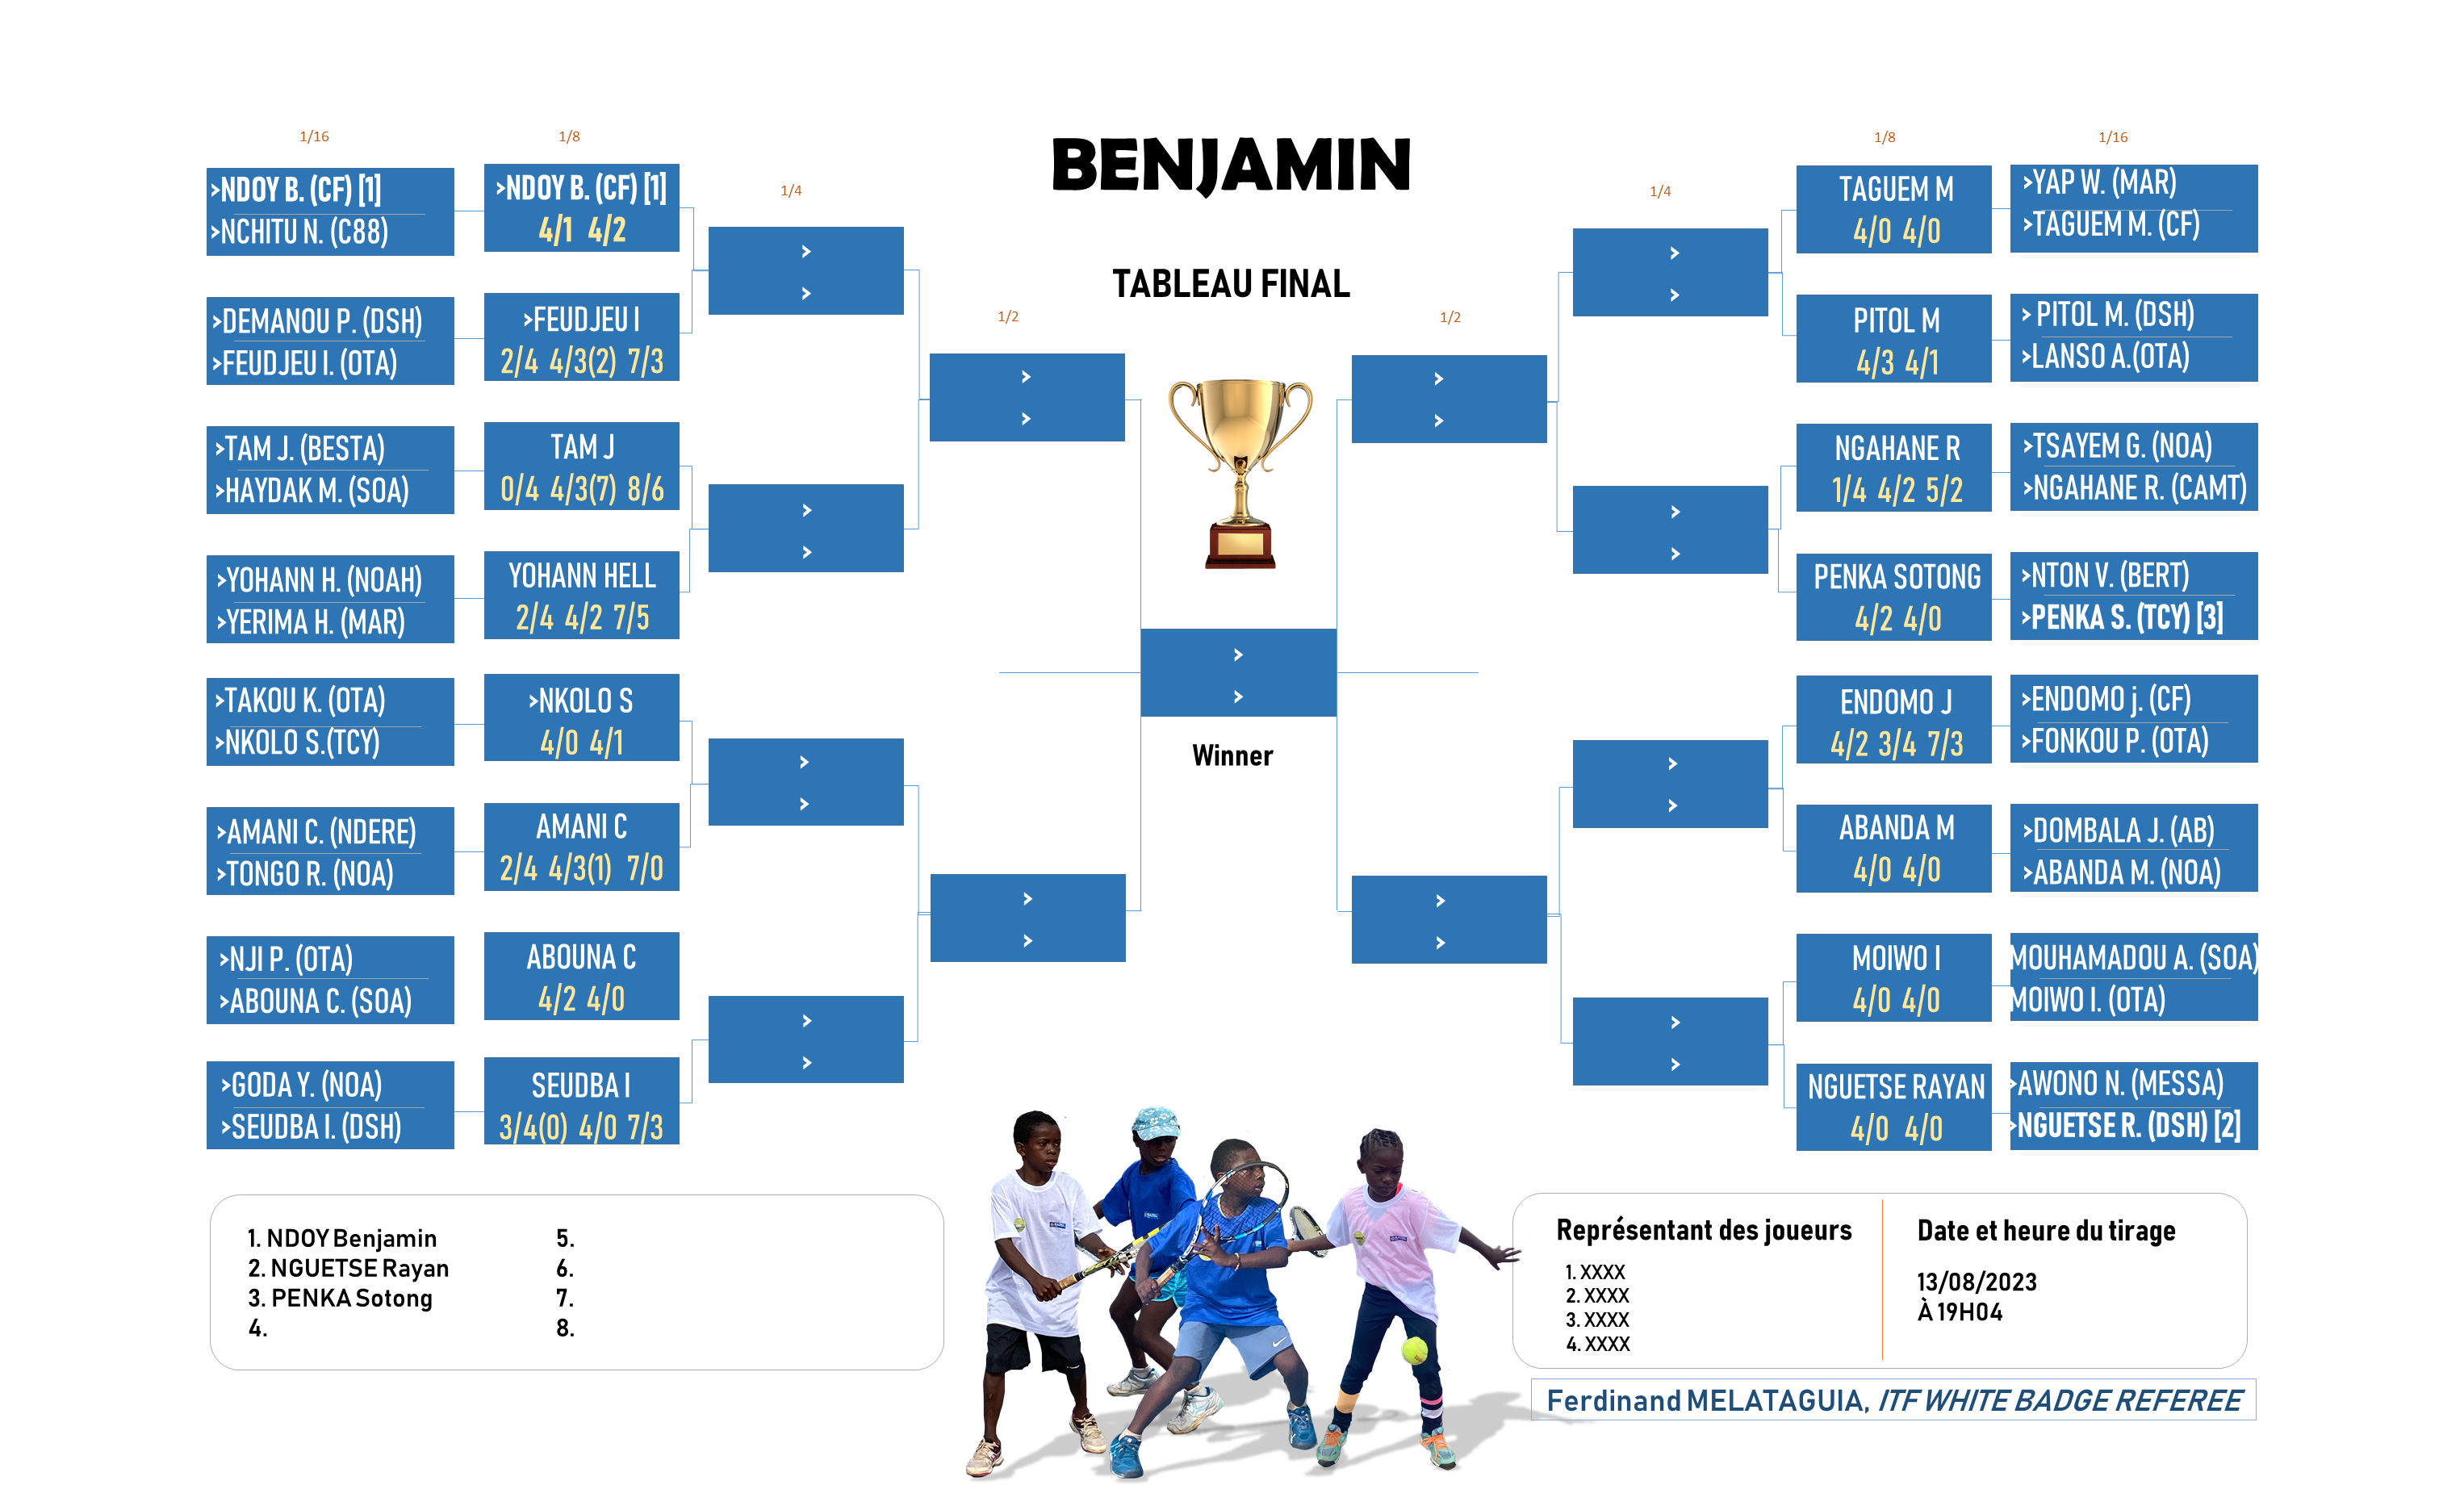 BENJAMIN
TABLEAU FINAL
1/16
1/8
1/4
1/2
>NDOY B. (CF) [1]
>NCHITU N. (C88)
>DEMANOU P. (DSH)
>FEUDJEU I. (OTA)
>TAM J. (BESTA)
>HAYDAK M. (SOA)
>YOHANN H. (NOAH)
>YERIMA H. (MAR)
>TAKOU K. (OTA)
>NKOLO S.(TCY)
>AMANI C. (NDERE)
>TONGO R. (NOA)
>NJI P. (OTA)
>ABOUNA C. (SOA)
>GODA Y. (NOA)
>SEUDBA I. (DSH)
>NDOY B. (CF) [1]
4/1 4/2
>FEUDJEU I
2/4 4/3(2) 7/3
TAM J
0/4 4/3(7) 8/6
YOHANN HELL
2/4 4/2 7/5
>NKOLO S
4/0 4/1
AMANI C
2/4 4/3(1) 7/0
ABOUNA C
4/2 4/0
SEUDBA I
3/4(0) 4/0 7/3
>
>
>
>
>
>
>
>
>
>
>
>
>
>
Winner
1/2
1/4
1/8
1/16
>
>
>
>
>
>
>
>
>
>
>
>
TAGUEM M
4/0 4/0
PITOL M
4/3 4/1
NGAHANE R
1/4 4/2 5/2
PENKA SOTONG
4/2 4/0
ENDOMO J
4/2 3/4 7/3
ABANDA M
4/0 4/0
MOIWO I
4/0 4/0
NGUETSE RAYAN
4/0 4/0
>YAP W. (MAR)
>TAGUEM M. (CF)
> PITOL M. (DSH)
>LANSO A.(OTA)
>TSAYEM G. (NOA)
>NGAHANE R. (CAMT)
>NTON V. (BERT)
>PENKA S. (TCY) [3]
>ENDOMO j. (CF)
>FONKOU P. (OTA)
>DOMBALA J. (AB)
>ABANDA M. (NOA)
MOUHAMADOU A. (SOA)
MOIWO I. (OTA)
>AWONO N. (MESSA)
>NGUETSE R. (DSH) [2]
1. NDOY Benjamin
2. NGUETSE Rayan
3. PENKA Sotong
4.
5.
6.
7.
8.
Représentant des joueurs
1. XXXX
2. XXXX
3. XXXX
4. XXXX
Date et heure du tirage
13/08/2023
À 19H04
Ferdinand MELATAGUIA, ITF WHITE BADGE REFEREE